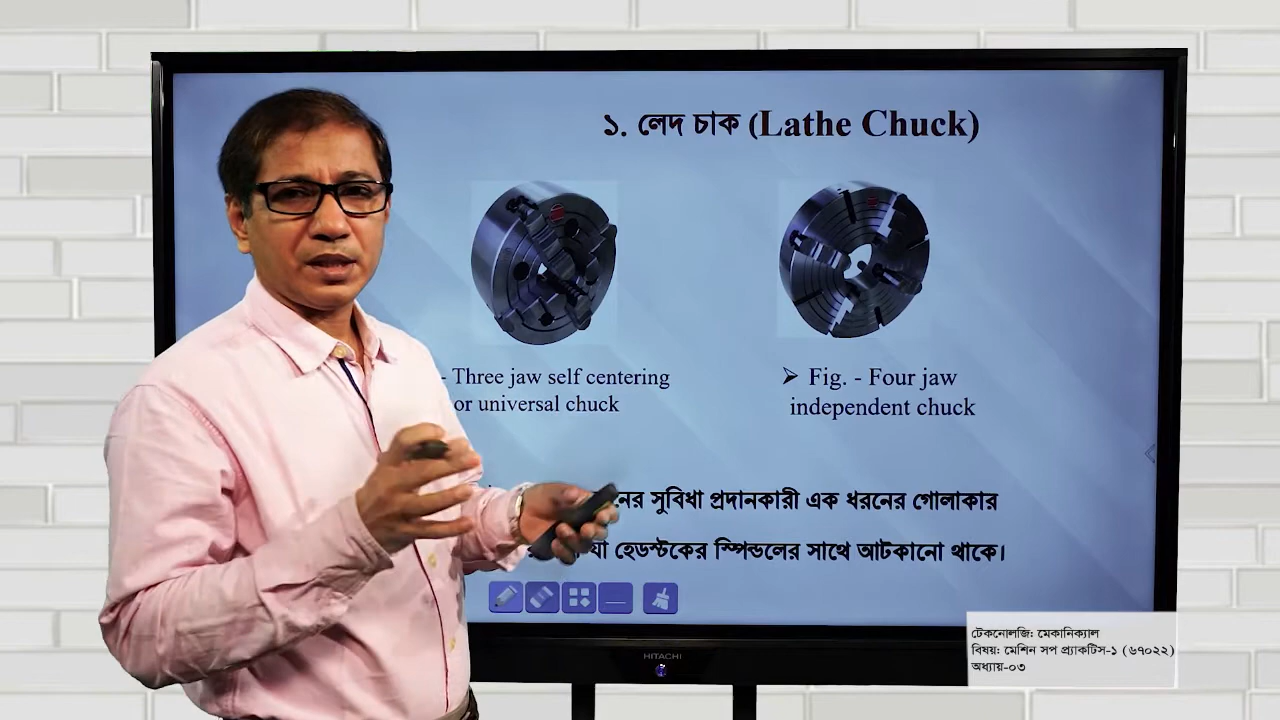 ১. লেদ চাক (Lathe Chuck)
- Three jaw self centering
or universal chuck
➢ Fig. - Four jaw
independent chuck
সুবিধা প্রদানকারী এক ধরনের গোলাকার
যা হেডস্টকের স্পিন্ডলের সাথে আটকানো থাকে।
HITACHI
টেকনোলজি: মেকানিক্যাল
বিষয়: মেশিন সপ প্র্যাকটিস-১ (৬৭০২২)
অধ্যায়-০৩